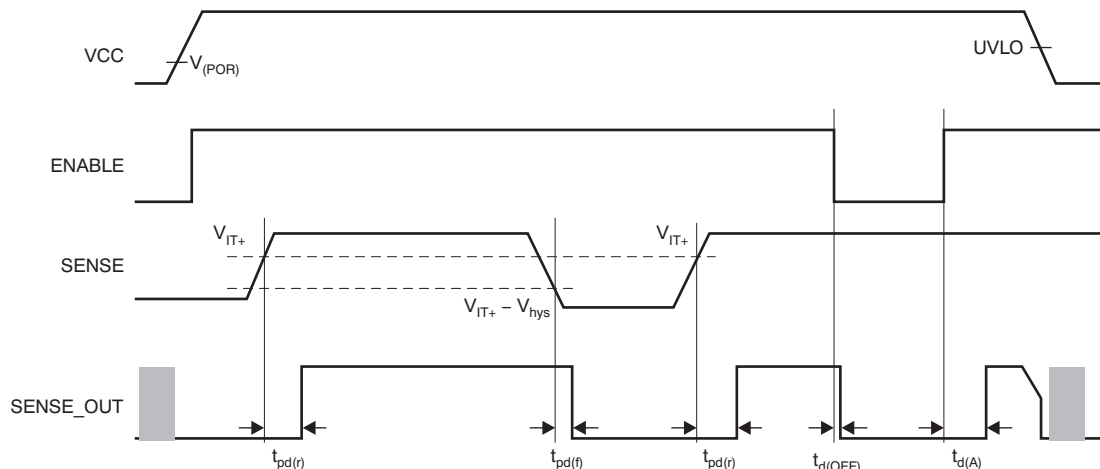 VCC
V(POR)
UVLO
ENABLE
VIT+
VIT+
SENSE
VIT+ – Vhys
SENSE_OUT
tpd(r)
tpd(f)
tpd(r)
td(OFF)
td(A)